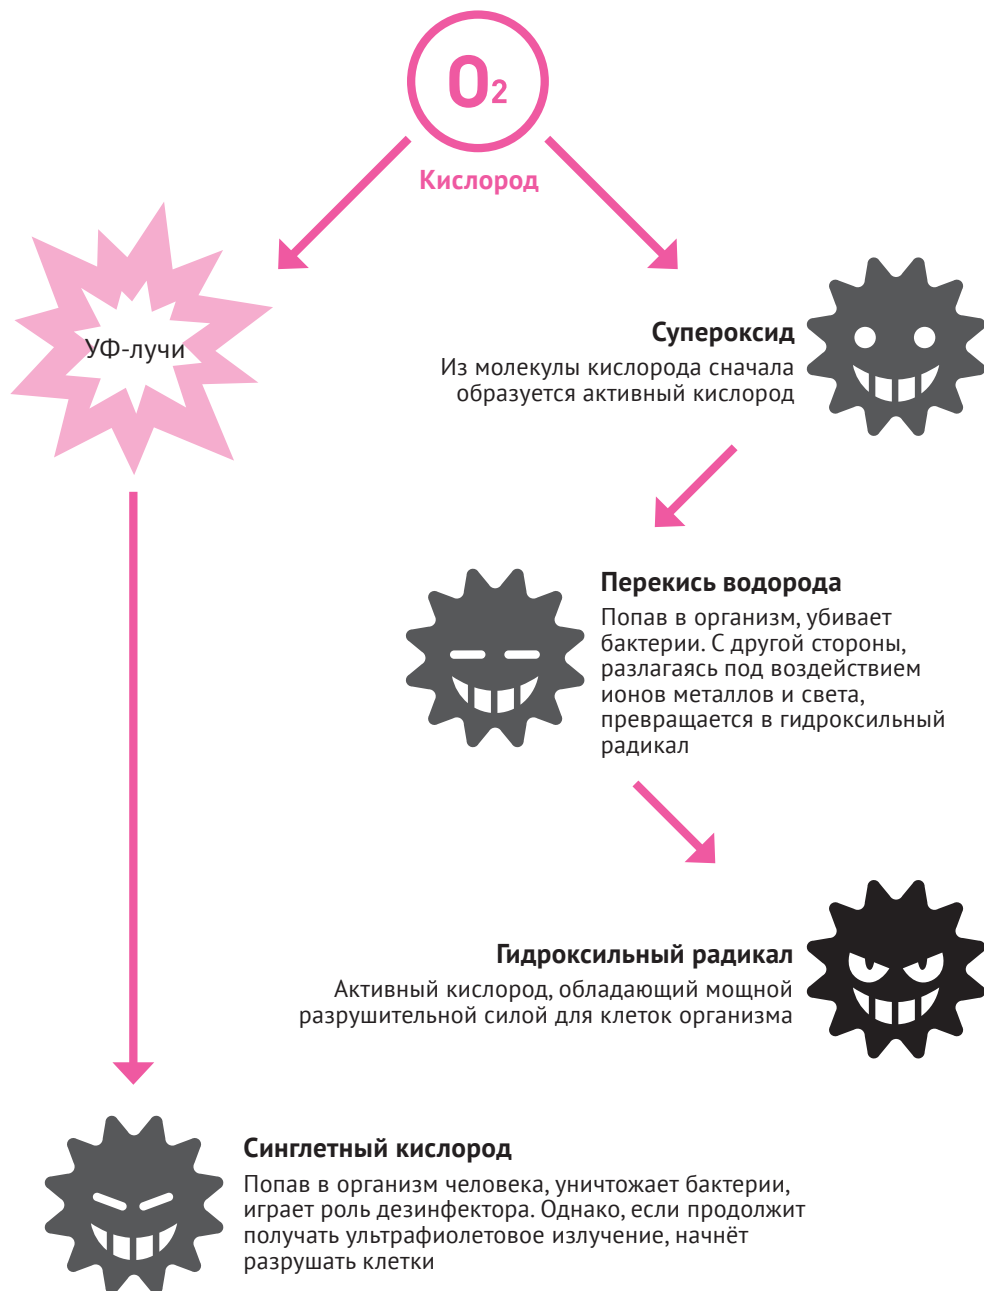 O2
Кислород
УФ-лучи
Супероксид
Из молекулы кислорода сначала
образуется активный кислород
Перекись водорода
Попав в организм, убивает
бактерии. С другой стороны,
разлагаясь под воздействием
ионов металлов и света,
превращается в гидроксильный
радикал
Гидроксильный радикал
Активный кислород, обладающий мощной
разрушительной силой для клеток организма
Синглетный кислород
Попав в организм человека, уничтожает бактерии,
играет роль дезинфектора. Однако, если продолжит
получать ультрафиолетовое излучение, начнёт
разрушать клетки